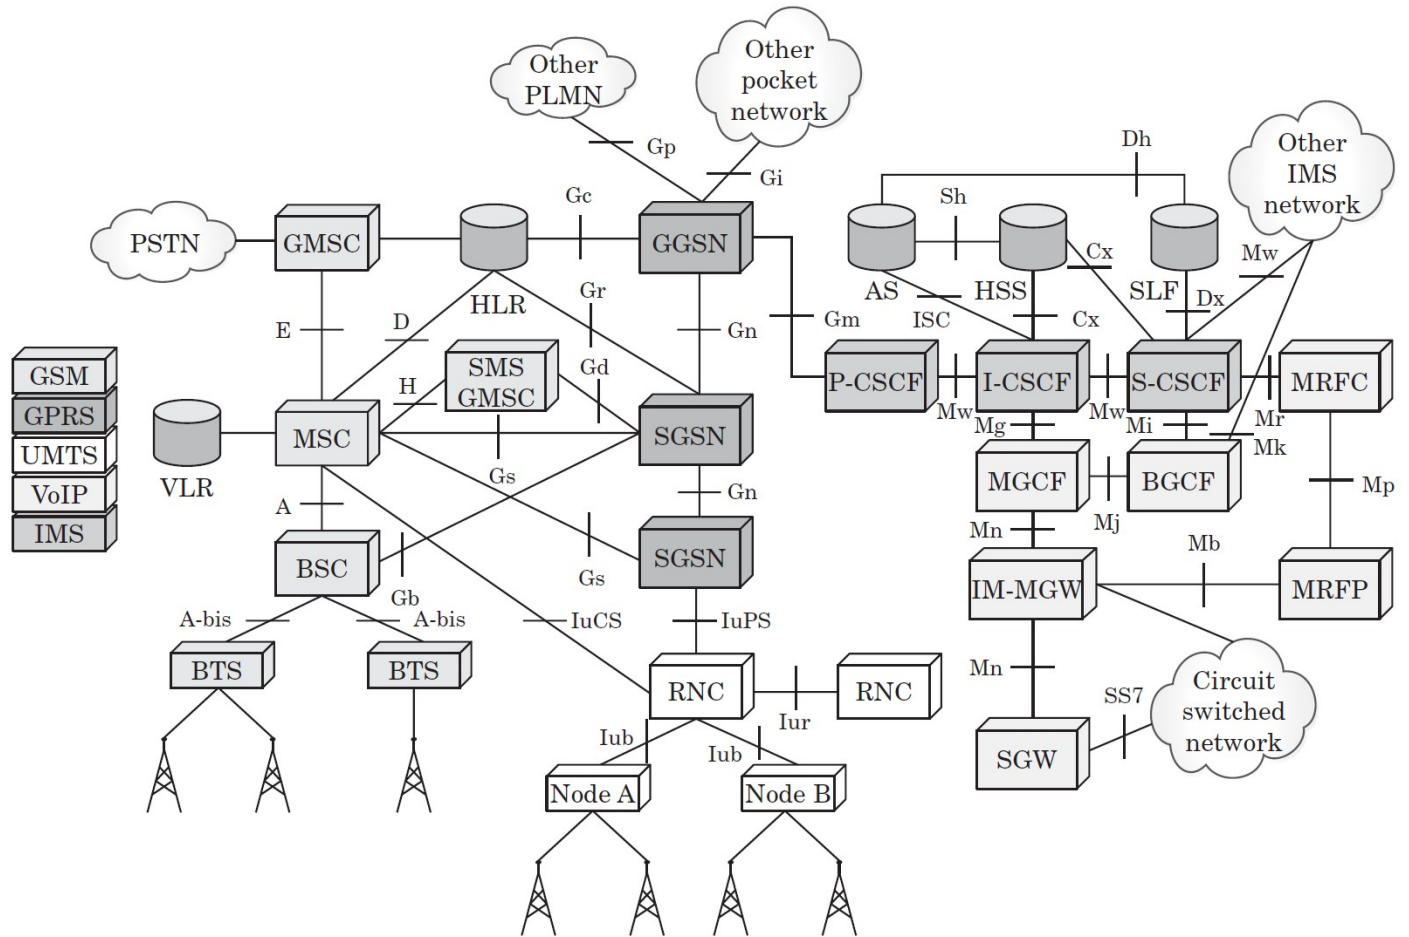 Other
PLMN
Other
pocket
network
Other
IMS
network
Gp
Gi
Dh
Gc
Sh
Cx
Mw
PSTN
GMSC
GGSN
HLR
AS
HSS
SLF
E
D
Gr
Gn
Gm
ISC
Cx
Dx
GSM
GPRS
UMTS
VoIP
IMS
SMS
GMSC
H
Gd
P-CSCF
I-CSCF
S-CSCF
MRFC
Mw
Mw
Mr
Mg
Mi
Mk
VLR
MSC
SGSN
Gs
MGCF
BGCF
Mp
A
Gn
Mn
Mj
Mb
BSC
SGSN
Gs
Gb
IM-MGW
MRFP
A-bis
A-bis
IuCS
IuPS
BTS
BTS
RNC
RNC
Mn
Iur
Circuit
switched
network
SS7
Iub
Iub
SGW
Node A
Node B